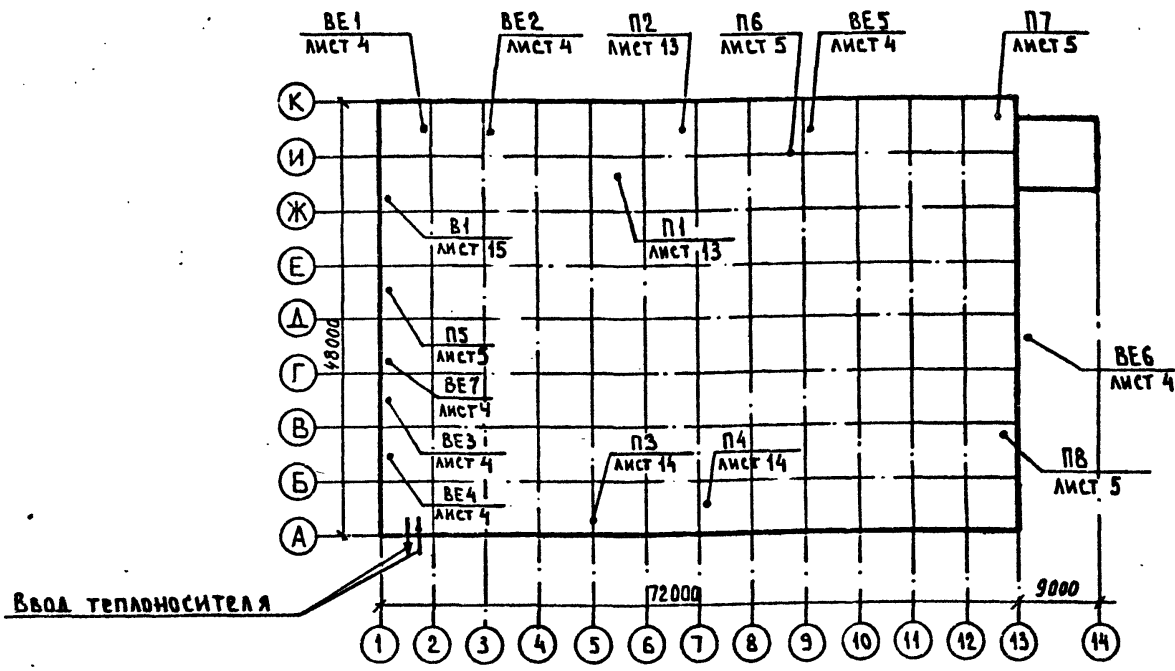 ВЕ1
ЛИСТ 4
ВЕ2
ЛИСТ 4
П2
ЛИСТ 13
П6
ЛИСТ 5
ВЕ5
ЛИСТ 4
П7
ЛИСТ 5
К
И
Ж
Е
Д
Г
В
Б
А
В1
ЛИСТ 15
П1
ЛИСТ 13
П5
ЛИСТ 5
48000
ВЕ7
ЛИСТ 4
ВЕ3
ЛИСТ 4
ВЕ4
ЛИСТ 4
П3
ЛИСТ 14
П4
ЛИСТ 14
ВЕ6
ЛИСТ 4
П8
ЛИСТ 5
ВВОД ТЕПЛОНОСИТЕЛЯ
72000
9000
1 2 3 4 5 6 7 8 9 10 11 12 13 14